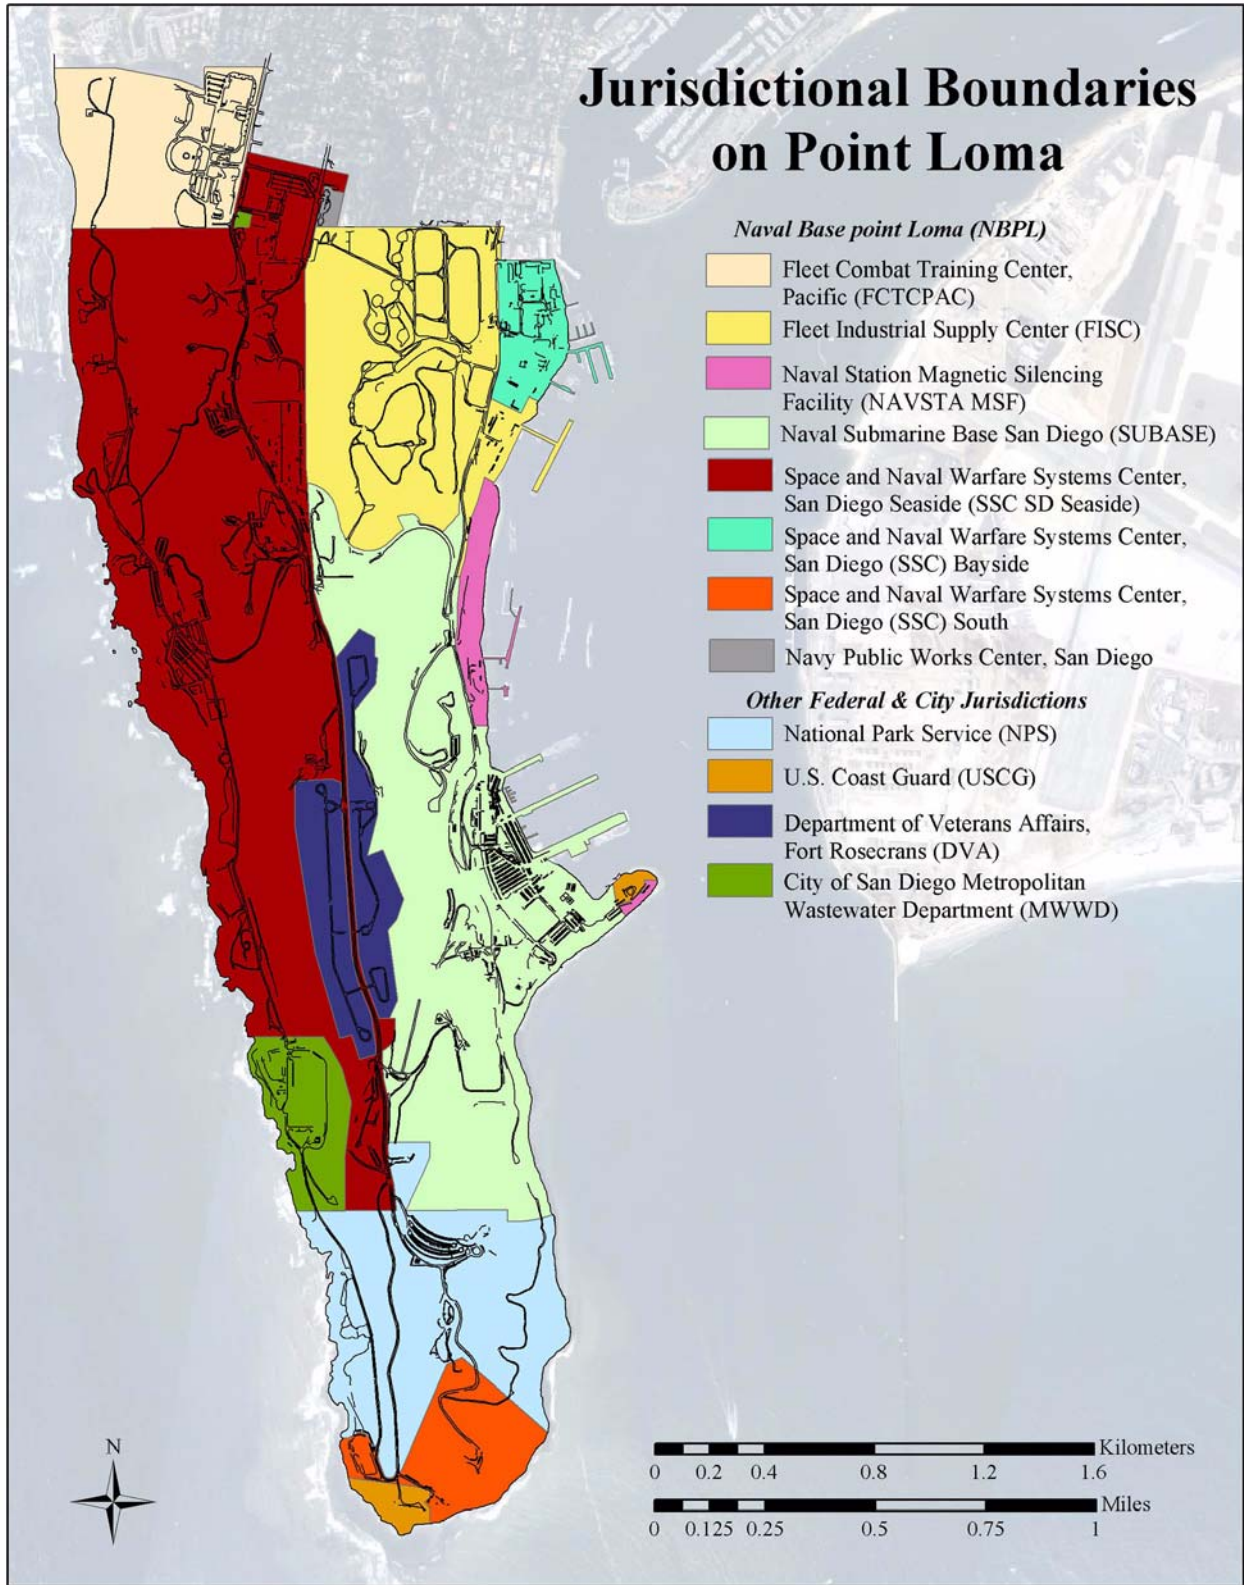 Jurisdictional Boundaries
on Point Loma
Naval Base point Loma (NBPL)
Fleet Combat Training Center,
Pacific (FCTCPAC)
Fleet Industrial Supply Center (FISC)
Naval Station Magnetic Silencing
Facility (NAVSTA MSF)
Naval Submarine Base San Diego (SUBASE)
Space and Naval Warfare Systems Center,
San Diego Seaside (SSC SD Seaside)
Space and Naval Warfare Systems Center,
San Diego (SSC) Bayside
Space and Naval Warfare Systems Center,
San Diego (SSC) South
Navy Public Works Center, San Diego
Other Federal & City Jurisdictions
National Park Service (NPS)
U.S. Coast Guard (USCG)
Department of Veterans Affairs,
Fort Rosecrans (DVA)
City of San Diego Metropolitan
Wastewater Department (MWWD)
N
Kilometers
0 0.2 0.4 0.8 1.2 1.6
Miles
0 0.125 0.25 0.5 0.75 1